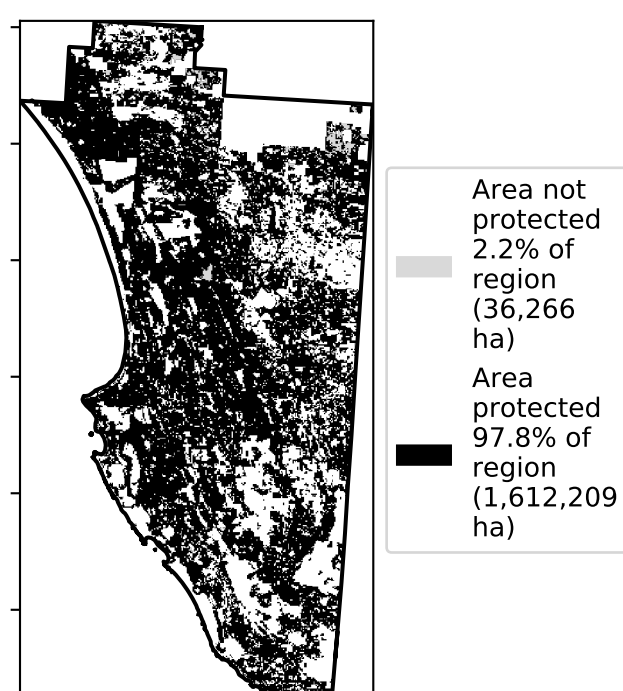 Area not
protected
2.2% of
region
(36,266
ha)
Area
protected
97.8% of
region
(1,612,209
ha)